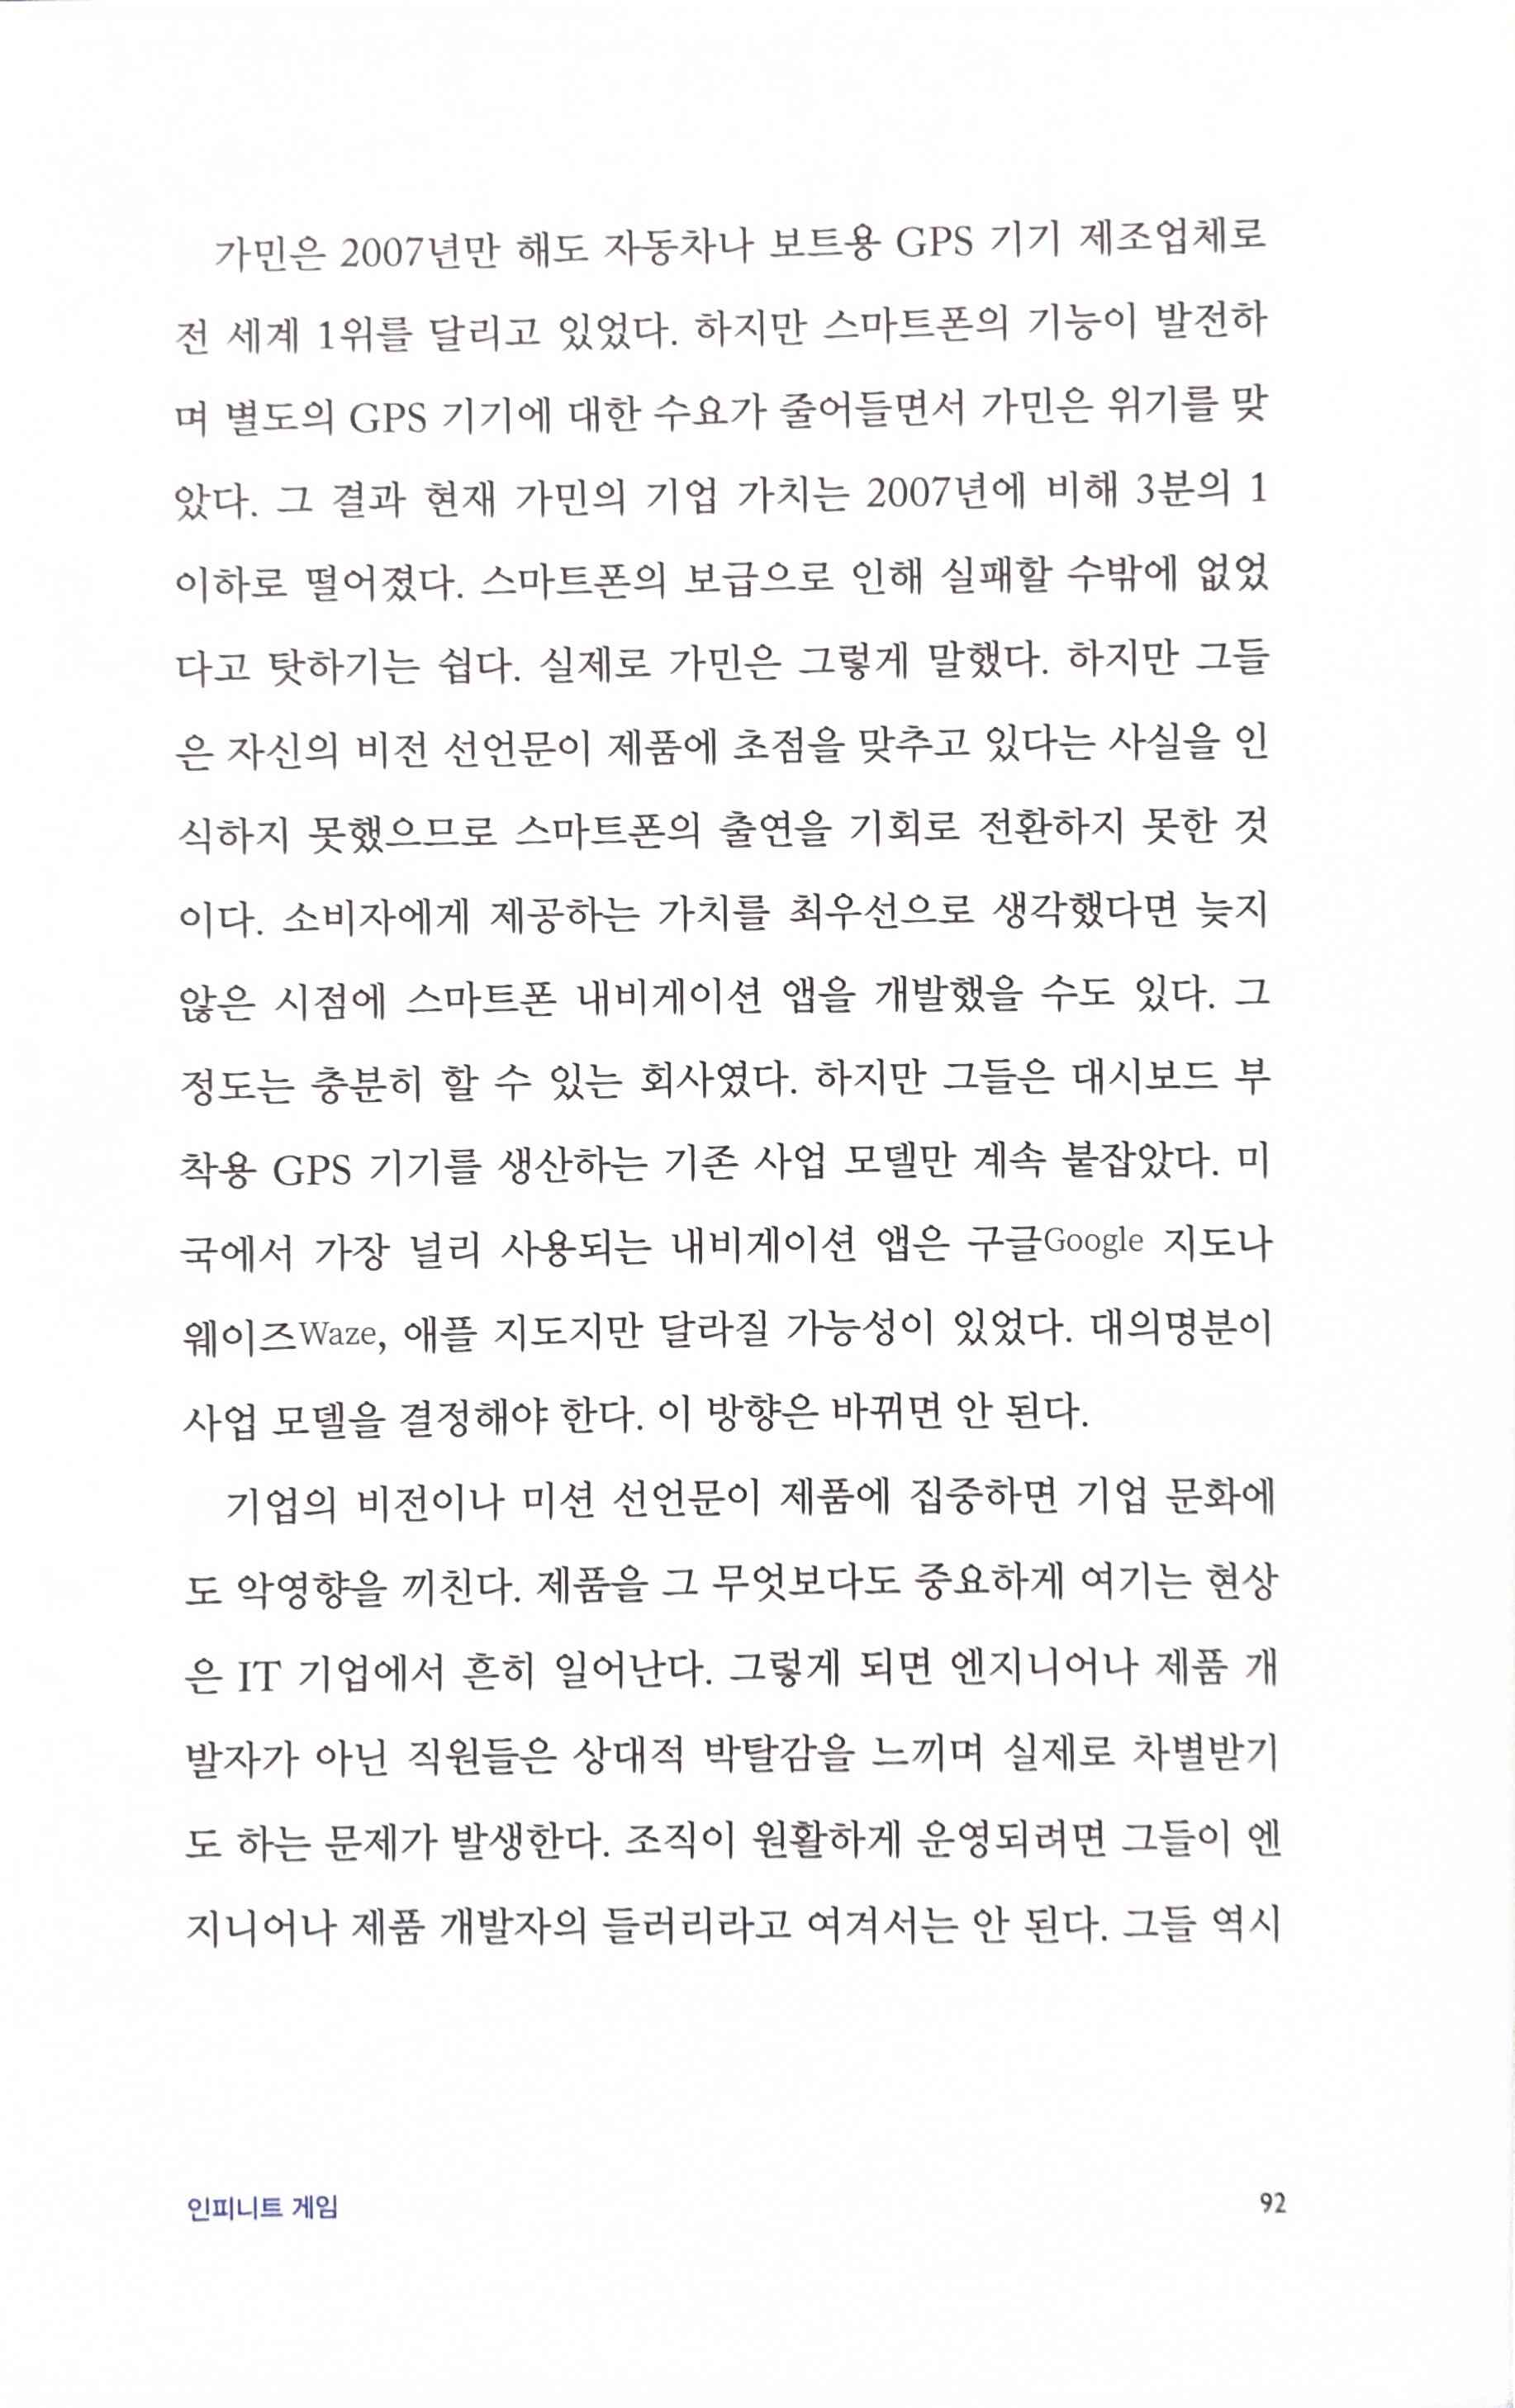 가민은 2007년만 해도 자동차나 보트용 GPS 기기 제조업체로
전 세계 1위를 달리고 있었다. 하지만 스마트폰의 기능이 발전하
며 별도의 GPS 기기에 대한 수요가 줄어들면서 가민은 위기를 맞
았다. 그 결과 현재 가민의 기업 가치는 2007년에 비해 3분의 1
이하로 떨어졌다. 스마트폰의 보급으로 인해 실패할 수밖에 없었
다고 탓하기는 쉽다. 실제로 가민은 그렇게 말했다. 하지만 그들
은 자신의 비전 선언문이 제품에 초점을 맞추고 있다는 사실을 인
식하지 못했으므로 스마트폰의 출연을 기회로 전환하지 못한 것
이다. 소비자에게 제공하는 가치를 최우선으로 생각했다면 늦지
않은 시점에 스마트폰 내비게이션 앱을 개발했을 수도 있다. 그
정도는 충분히 할 수 있는 회사였다. 하지만 그들은 대시보드 부
착용 GPS 기기를 생산하는 기존 사업 모델만 계속 붙잡았다. 미
국에서 가장 널리 사용되는 내비게이션 앱은 구글Google 지도나
웨이즈Waze, 애플 지도지만 달라질 가능성이 있었다. 대의명분이
사업 모델을 결정해야 한다. 이 방향은 바뀌면 안 된다.
기업의 비전이나 미션 선언문이 제품에 집중하면 기업 문화에
도 악영향을 끼친다. 제품을 그 무엇보다도 중요하게 여기는 현상
은 IT 기업에서 흔히 일어난다. 그렇게 되면 엔지니어나 제품 개
발자가 아닌 직원들은 상대적 박탈감을 느끼며 실제로 차별받기
도 하는 문제가 발생한다. 조직이 원활하게 운영되려면 그들이 엔
지니어나 제품 개발자의 들러리라고 여겨서는 안 된다. 그들 역시
인피니트 게임 92